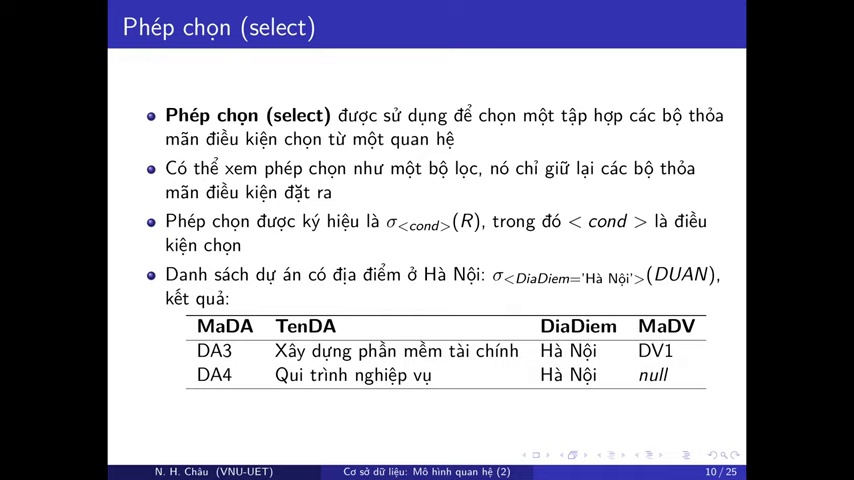 Phép chọn (select)
Phép chọn (select) được sử dụng để chọn một tập hợp các bộ thỏa
mãn điều kiện chọn từ một quan hệ
Có thể xem phép chọn như một bộ lọc, nó chỉ giữ lại các bộ thỏa
mãn điều kiện đặt ra
Phép chọn được ký hiệu là σ<cond>(R), trong đó < cond > là điều
kiện chọn
Danh sách dự án có địa điểm ở Hà Nội: σ<DiaDiem='Hà Nội'>(DUAN),
kết quả:
MaDA TenDA DiaDiem MaDV
DA3 Xây dựng phần mềm tài chính Hà Nội DV1
DA4 Qui trình nghiệp vụ Hà Nội null
N. H. Châu (VNU-UET) Cơ sở dữ liệu: Mô hình quan hệ (2) 10 / 25